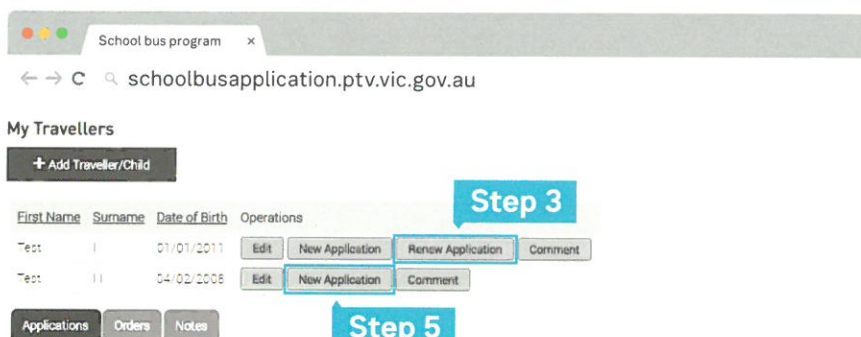 School bus program ×
schoolbusapplication.ptv.vic.gov.au
My Travellers
+ Add Traveller/Child
Step 3
First Name Surname Date of Birth Operations
Test I 01/01/2011 Edit New Application Renew Application Comment
Test II 04/02/2008 Edit New Application Comment
Applications Orders Notes
Step 5